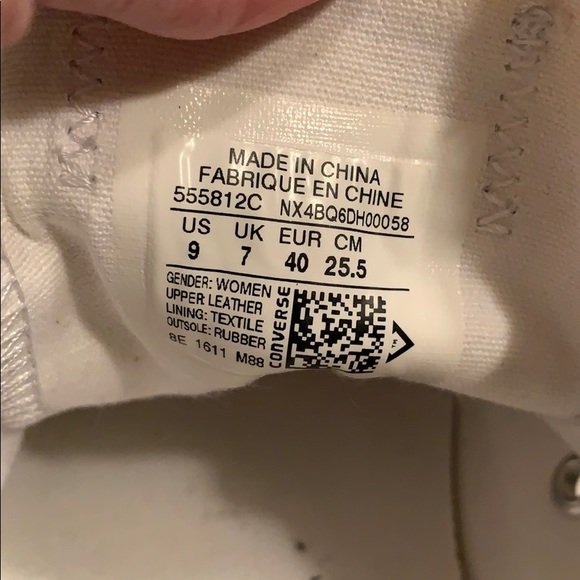 MADE IN CHINA
FABRIQUE EN CHINE
555812C NX4BQ6DH00058
US UK EUR CM
9 7 40 25.5
GENDER: WOMEN
UPPER: LEATHER
LINING: TEXTILE
OUTSOLE: RUBBER
8E 1611 M88
CONVERSE
TM